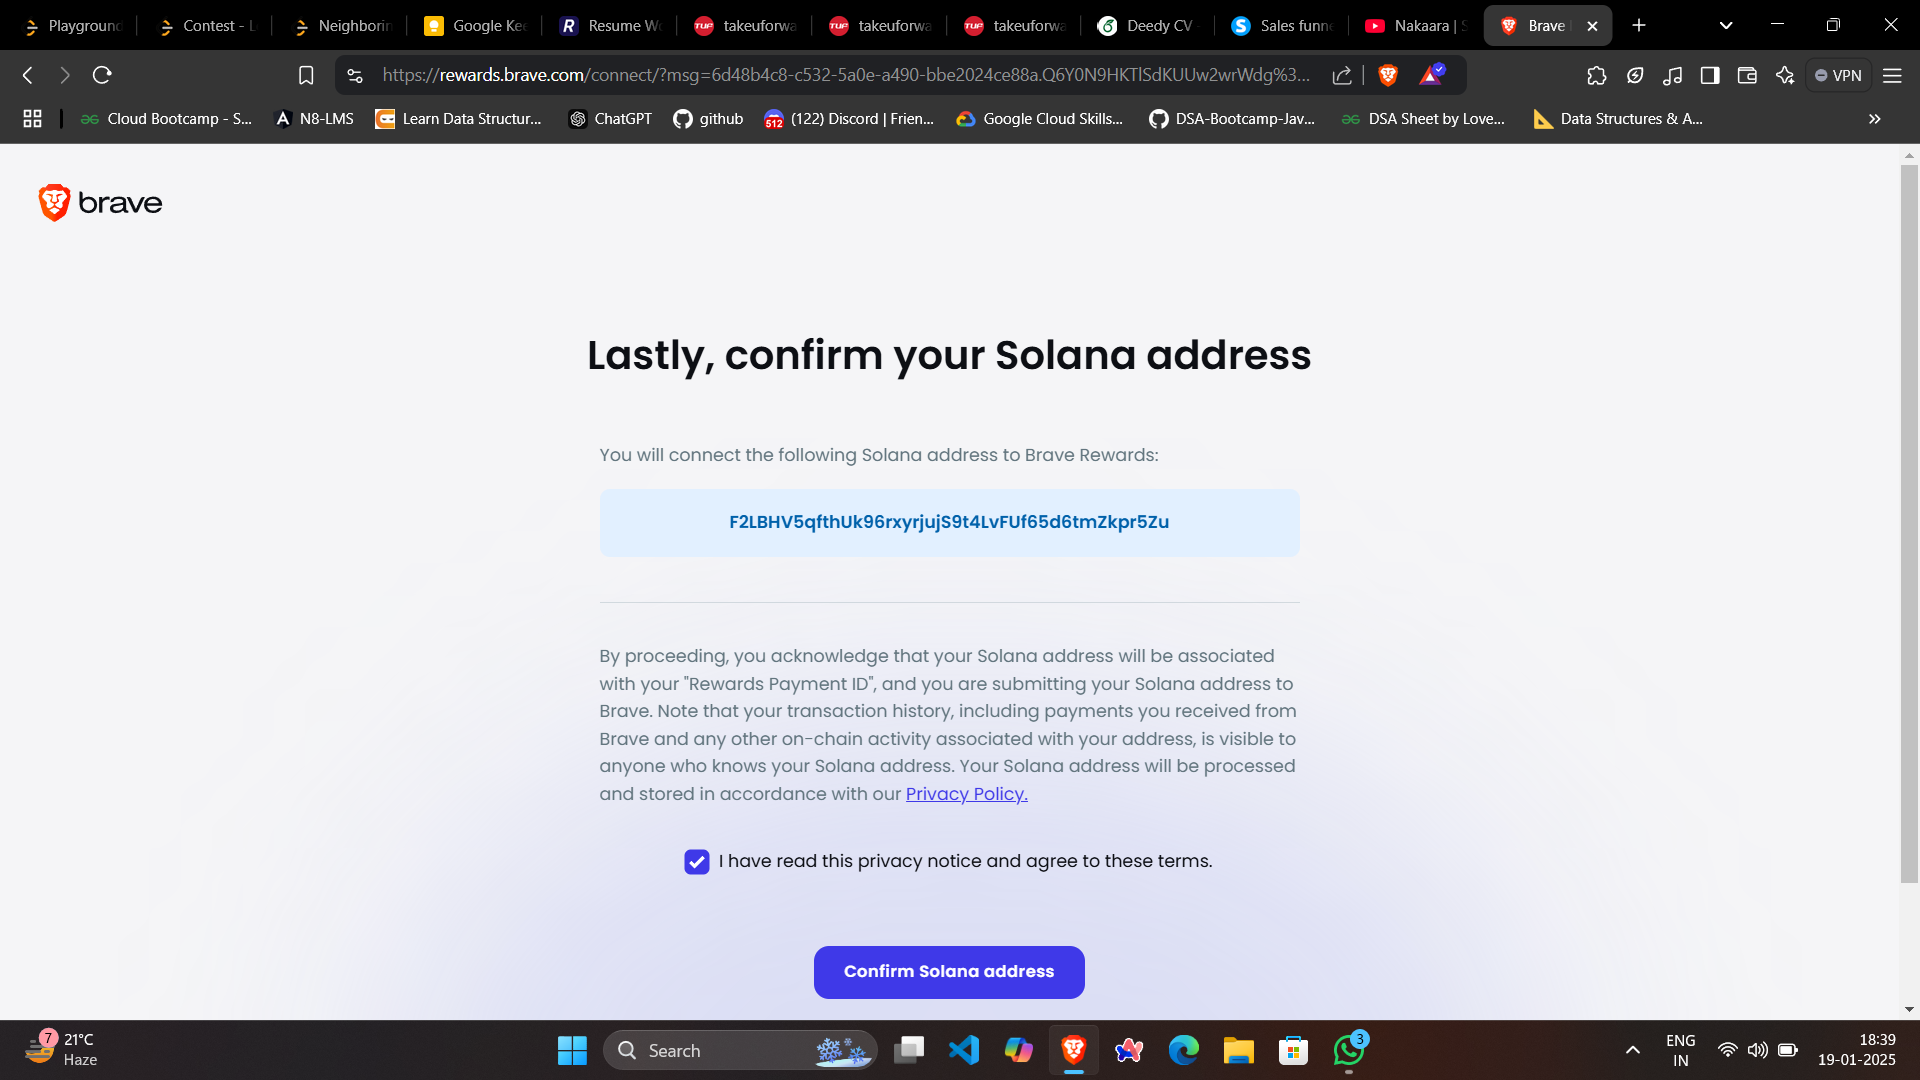 Playground
Contest - L
Neighborin
Google Kee
Resume Wo
takeuforwa
takeuforwa
takeuforwa
Deedy CV
Sales funne
Nakaara | S
Brave
https://rewards.brave.com/connect/?msg=6d48b4c8-c532-5a0e-a490-bbe2024ce88a.Q6Y0N9HKTlSdKUUw2wrWdg%3...
VPN
Cloud Bootcamp - S...
N8-LMS
Learn Data Structur...
ChatGPT
github
512
(122) Discord | Frien...
Google Cloud Skills...
DSA-Bootcamp-Jav...
DSA Sheet by Love...
Data Structures & A...
brave
Lastly, confirm your Solana address
You will connect the following Solana address to Brave Rewards:
F2LBHV5qfthUk96rxyrjujS9t4LvFUf65d6tmZkpr5Zu
By proceeding, you acknowledge that your Solana address will be associated
with your "Rewards Payment ID", and you are submitting your Solana address to
Brave. Note that your transaction history, including payments you received from
Brave and any other on-chain activity associated with your address, is visible to
anyone who knows your Solana address. Your Solana address will be processed
and stored in accordance with our Privacy Policy.
I have read this privacy notice and agree to these terms.
Confirm Solana address
7
21°C
Haze
Search
3
ENG
IN
18:39
19-01-2025